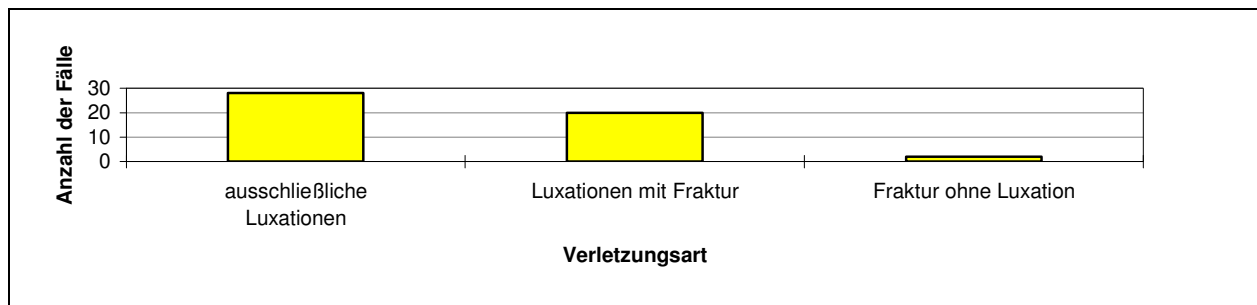 Anzahl der Fälle
30
20
10
0
ausschließliche
Luxationen
Luxationen mit Fraktur
Fraktur ohne Luxation
Verletzungsart